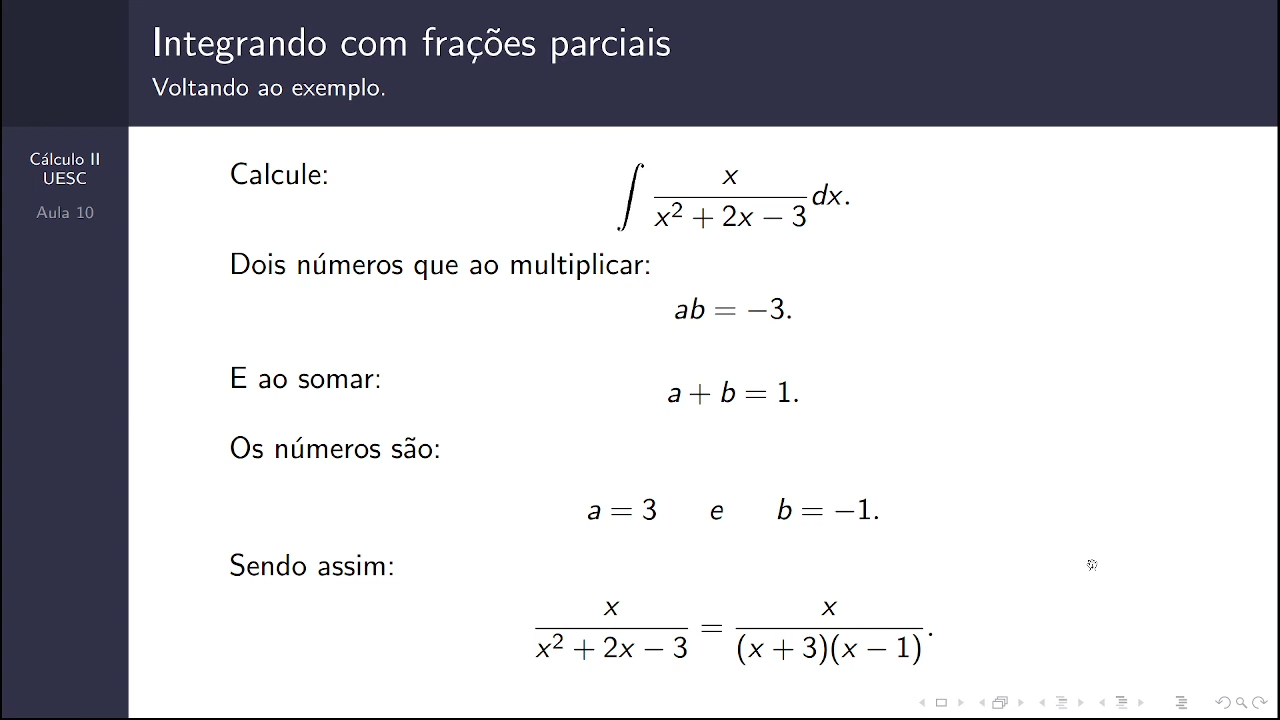 Integrando com frações parciais
Voltando ao exemplo.
Cálculo II
UESC
Aula 10
Calcule:
∫ x / (x² + 2x − 3) dx.
Dois números que ao multiplicar:
ab = −3.
E ao somar:
a + b = 1.
Os números são:
a = 3 e b = −1.
Sendo assim:
x / (x² + 2x − 3) = x / ((x + 3)(x − 1)).